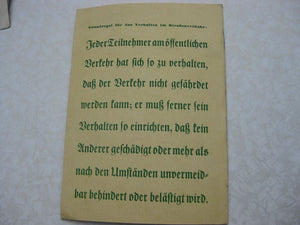 Grundregel für das Verhalten im Straßenverkehr:
Jeder Teilnehmer am öffentlichen
Verkehr hat sich so zu verhalten,
daß der Verkehr nicht gefährdet
werden kann; er muß ferner sein
Verhalten so einrichten, daß kein
Anderer geschädigt oder mehr als
nach den Umständen unvermeid-
bar behindert oder belästigt wird.